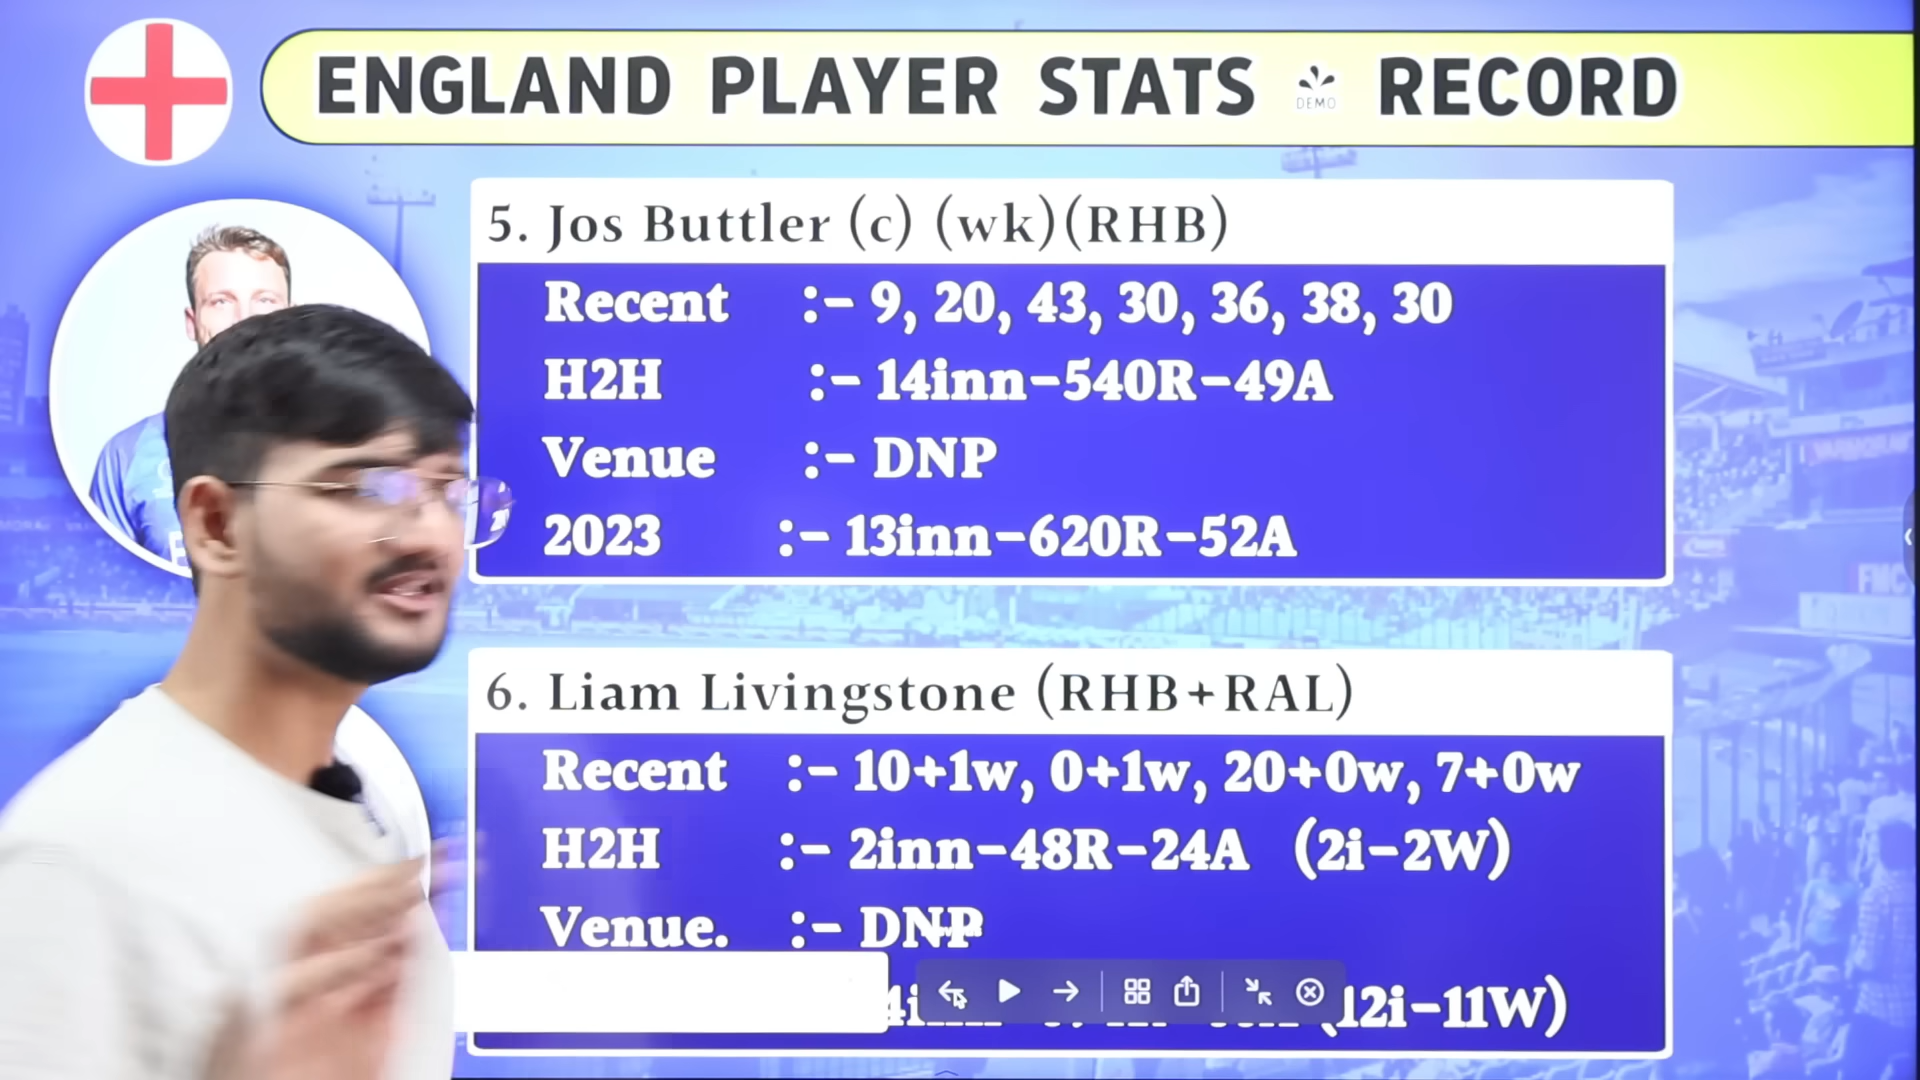 ENGLAND PLAYER STATS DEMO RECORD
5. Jos Buttler (c) (wk)(RHB)
Recent :- 9, 20, 43, 30, 36, 38, 30
H2H :- 14inn-540R-49A
Venue :- DNP
2023 :- 13inn-620R-52A
6. Liam Livingstone (RHB+RAL)
Recent :- 10+1w, 0+1w, 20+0w, 7+0w
H2H :- 2inn-48R-24A (2i-2W)
Venue. :- DNP
(12i-11W)